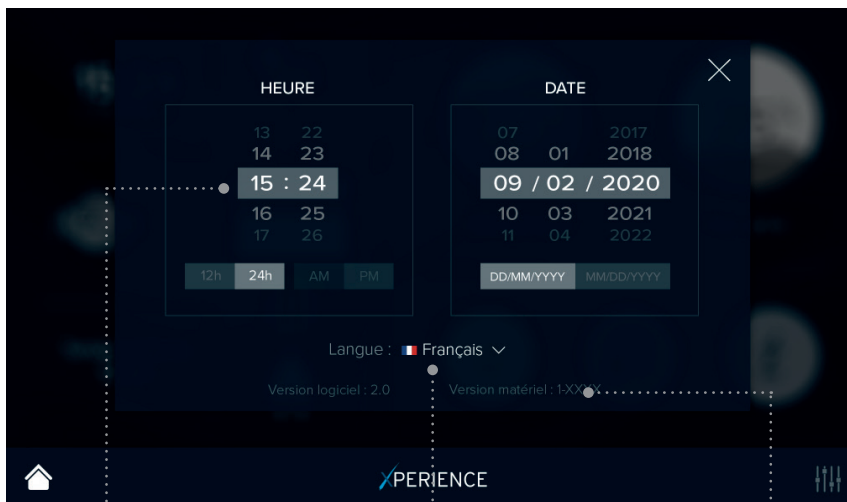 HEURE
DATE
13 22
14 23
15 : 24
16 25
17 26
07 2017
08 01 2018
09 / 02 / 2020
10 03 2021
11 04 2022
12h 24h AM PM
DD/MM/YYYY MM/DD/YYYY
Langue : Français
Version logiciel : 2.0 Version matériel : 1-XXXX
XPERIENCE